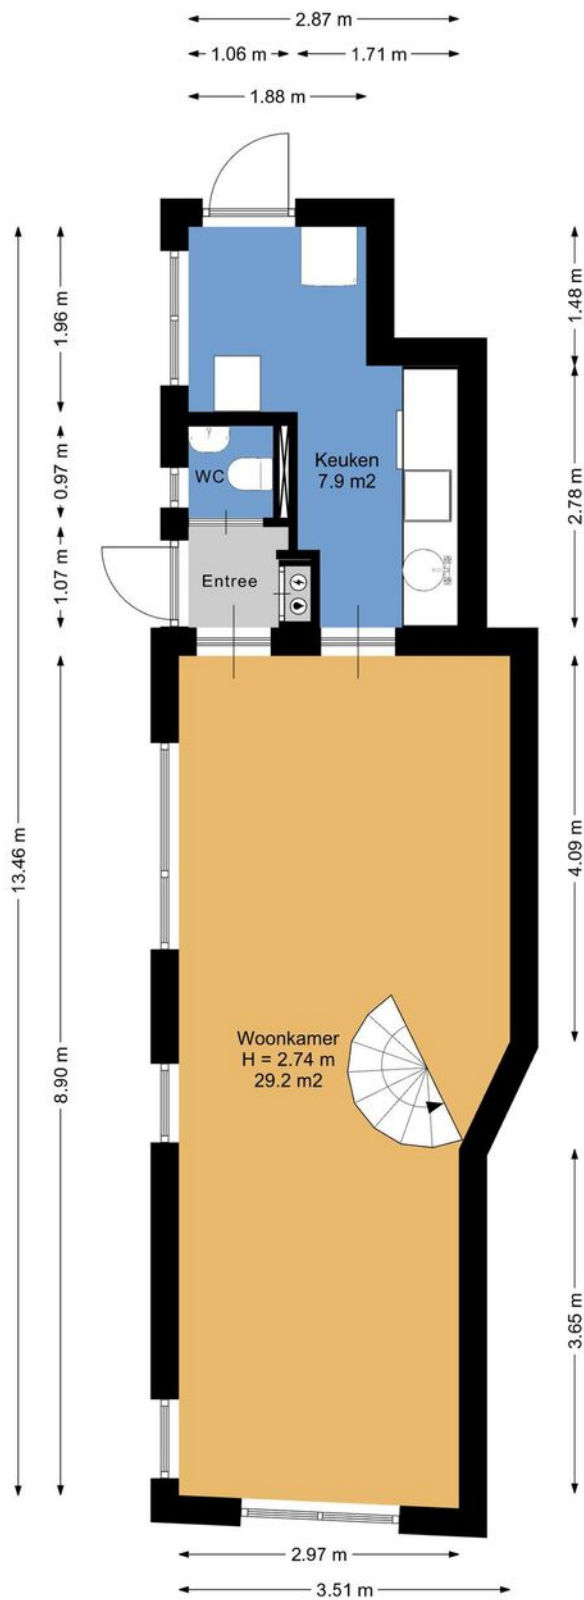 2.87 m
1.06 m
1.71 m
1.88 m
1.96 m
1.48 m
0.97 m
2.78 m
1.07 m
WC
Keuken
7.9 m2
Entree
13.46 m
8.90 m
4.09 m
Woonkamer
H = 2.74 m
29.2 m2
3.65 m
2.97 m
3.51 m